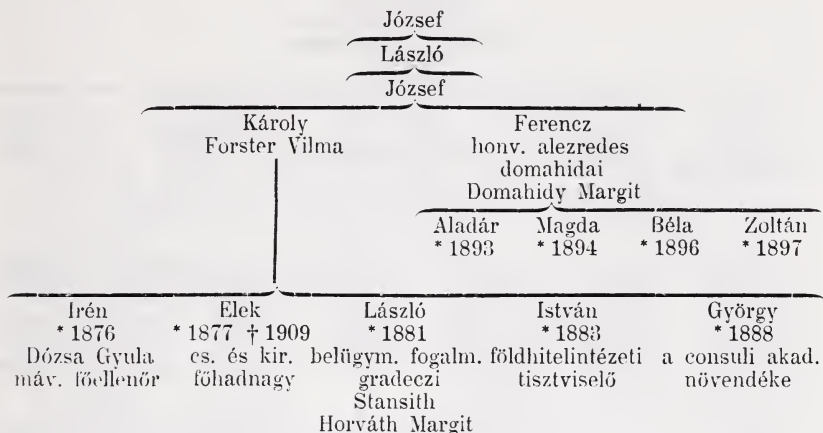 József
László
József
Károly Ferencz
Forster Vilma honv. alezredes
domahidai
Domahidy Margit
Aladár Magda Béla Zoltán
* 1893 * 1894 * 1896 * 1897
Irén Elek László István György
* 1876 * 1877 † 1909 * 1881 * 1883 * 1888
Dózsa Gyula cs. és kir. belügym. fogalm. földhitelintézeti a consuli akad.
máv. főellenőr főhadnagy gradeczi tisztviselő növendéke
Stansith
Horváth Margit